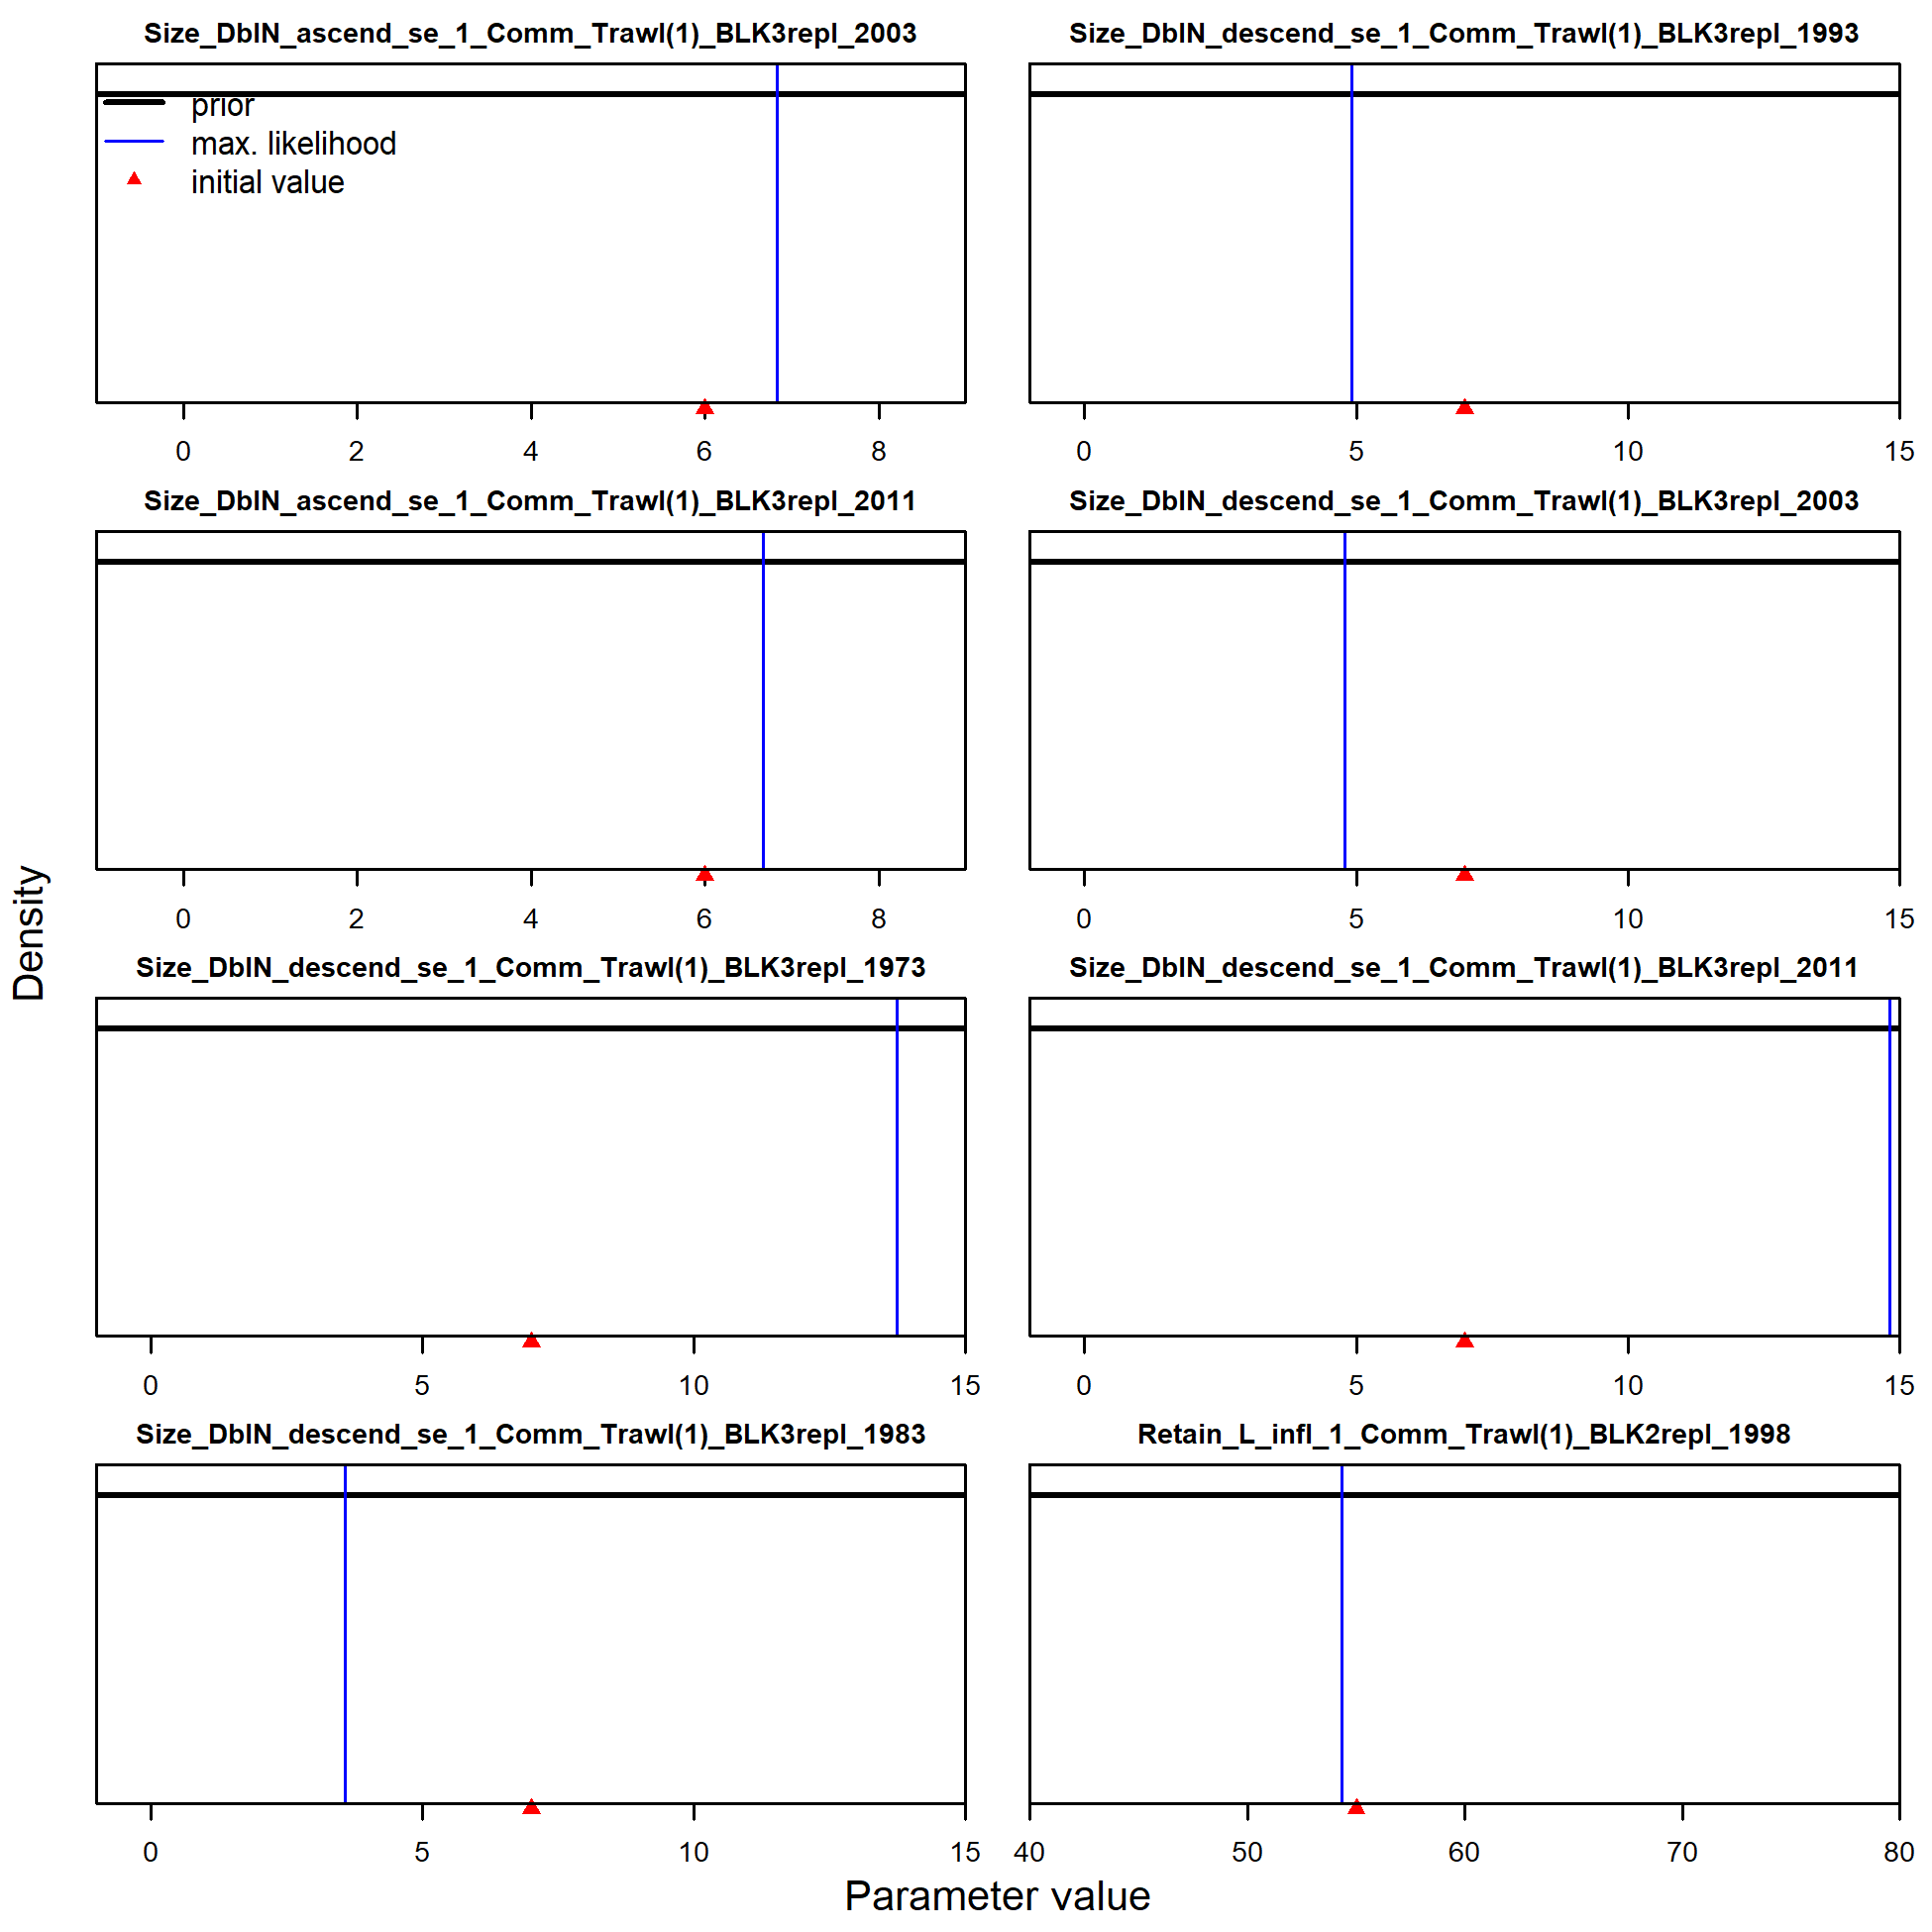 Size_DblN_ascend_se_1_Comm_Trawl(1)_BLK3repl_2003
prior
max. likelihood
initial value
0 2 4 6 8
Size_DblN_descend_se_1_Comm_Trawl(1)_BLK3repl_1993
0 5 10 15
Size_DblN_ascend_se_1_Comm_Trawl(1)_BLK3repl_2011
0 2 4 6 8
Size_DblN_descend_se_1_Comm_Trawl(1)_BLK3repl_2003
0 5 10 15
Size_DblN_descend_se_1_Comm_Trawl(1)_BLK3repl_1973
0 5 10 15
Size_DblN_descend_se_1_Comm_Trawl(1)_BLK3repl_2011
0 5 10 15
Size_DblN_descend_se_1_Comm_Trawl(1)_BLK3repl_1983
0 5 10 15
Retain_L_infl_1_Comm_Trawl(1)_BLK2repl_1998
40 50 60 70 80
Density
Parameter value